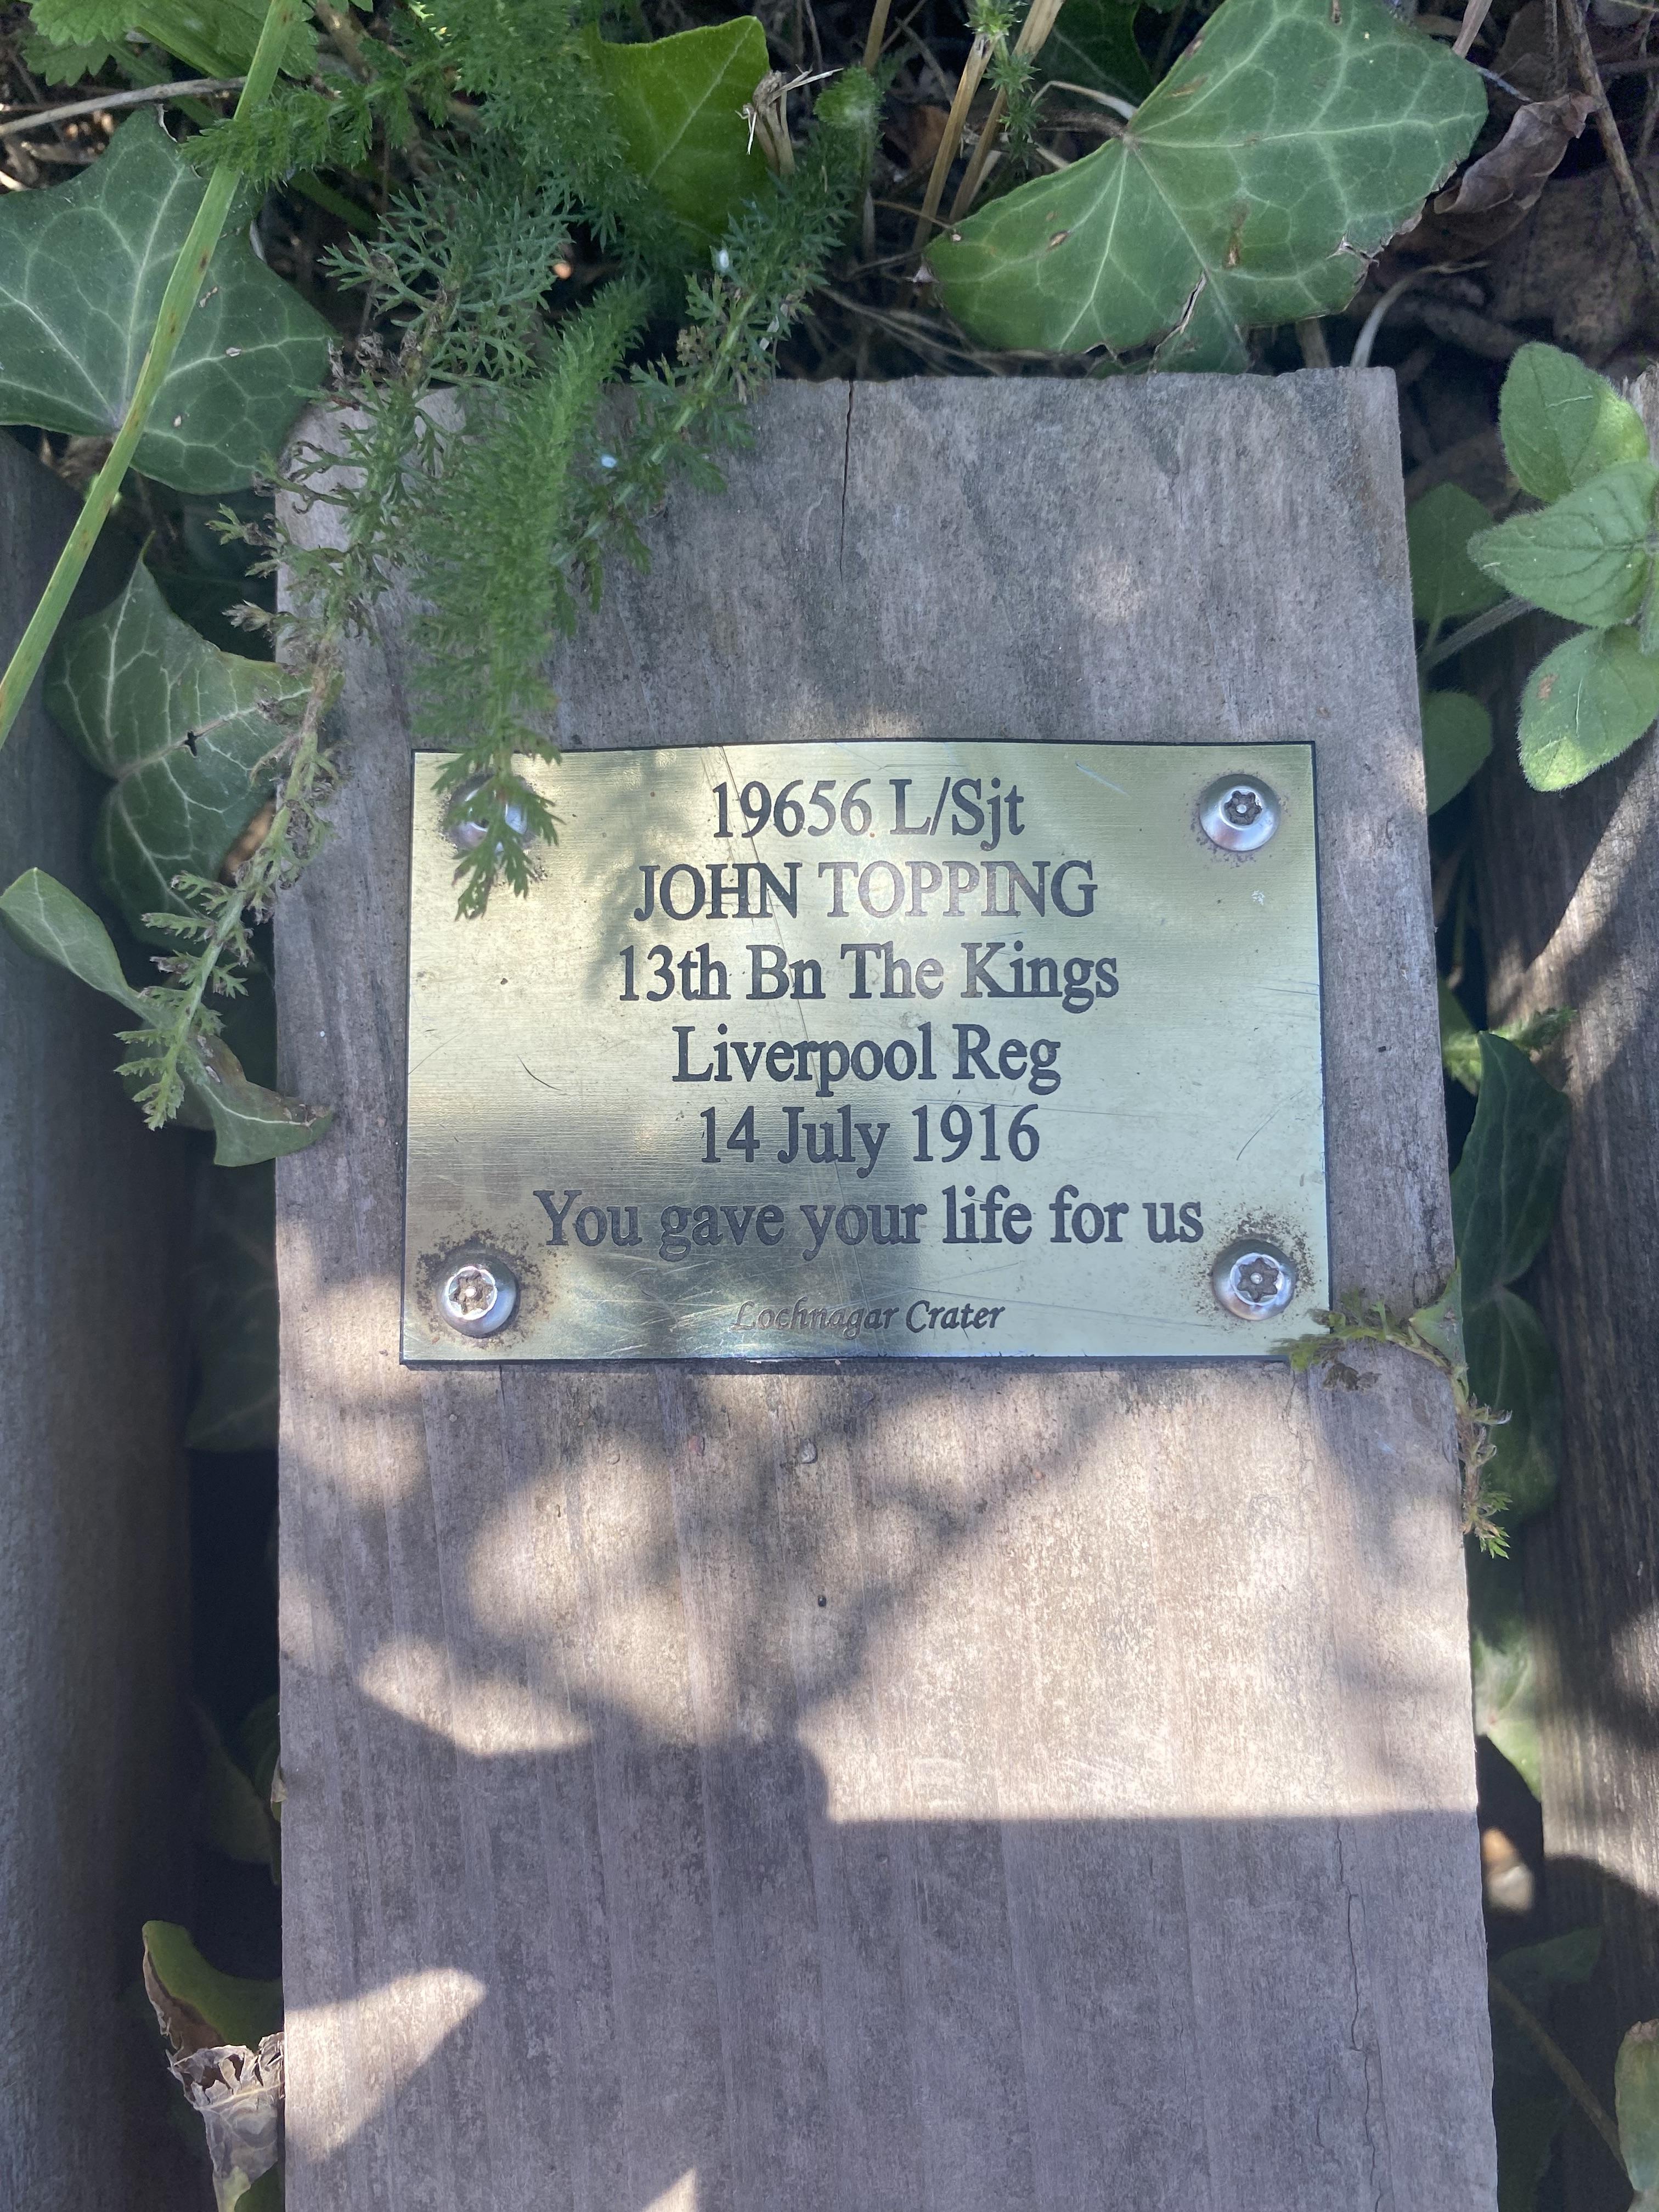 19656 L/Sjt
JOHN TOPPING
13th Bn The Kings
Liverpool Reg
14 July 1916
You gave your life for us
Lochnagar Crater